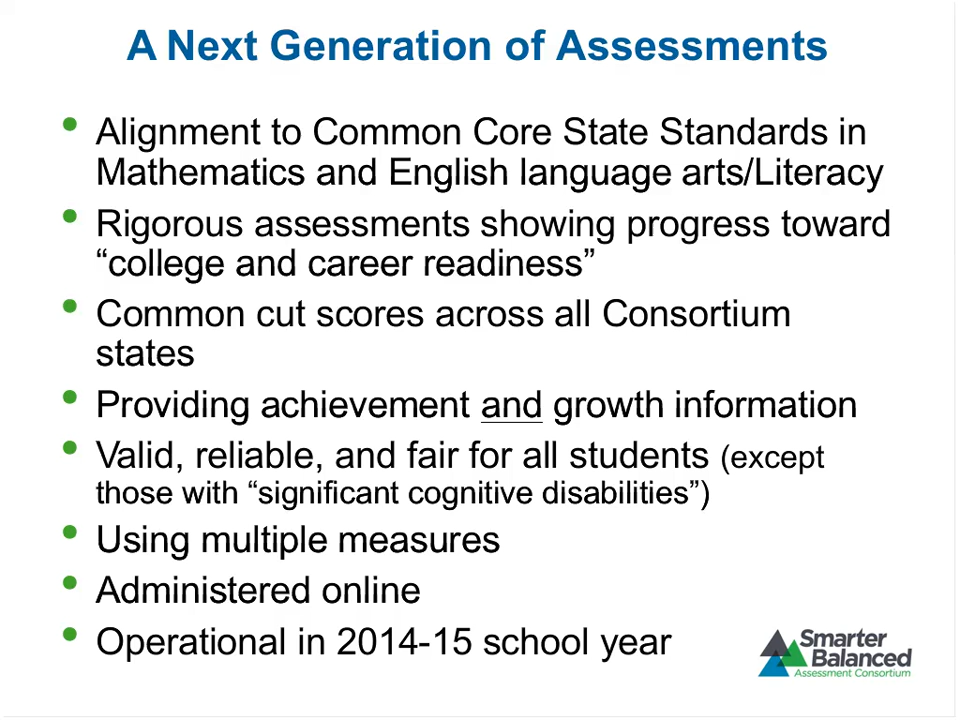 A Next Generation of Assessments
• Alignment to Common Core State Standards in
Mathematics and English language arts/Literacy
• Rigorous assessments showing progress toward
“college and career readiness”
• Common cut scores across all Consortium
states
• Providing achievement and growth information
• Valid, reliable, and fair for all students (except
those with “significant cognitive disabilities”)
• Using multiple measures
• Administered online
• Operational in 2014-15 school year
Smarter
Balanced
Assessment Consortium